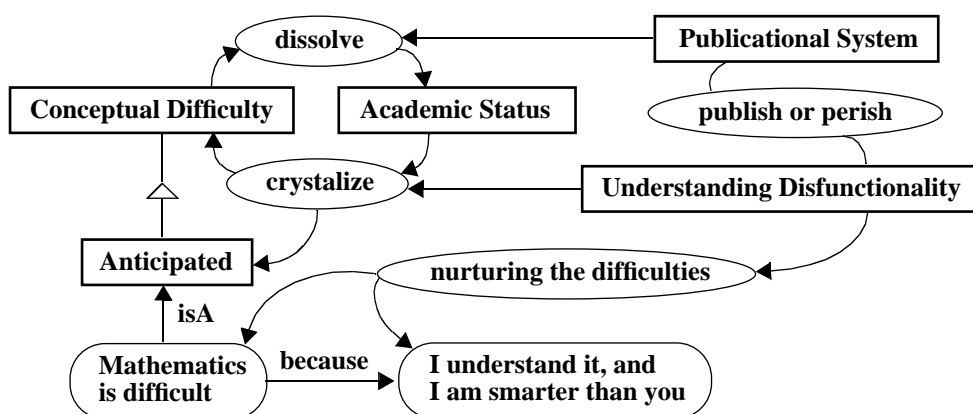 dissolve
Publicational System
Conceptual Difficulty
Academic Status
publish or perish
crystalize
Understanding Disfunctionality
Anticipated
nurturing the difficulties
isA
Mathematics
is difficult
because
I understand it, and
I am smarter than you